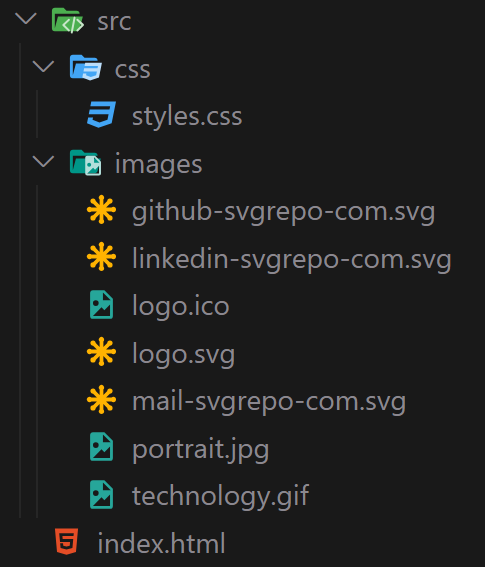 src
css
styles.css
images
github-svgrepo-com.svg
linkedin-svgrepo-com.svg
logo.ico
logo.svg
mail-svgrepo-com.svg
portrait.jpg
technology.gif
index.html